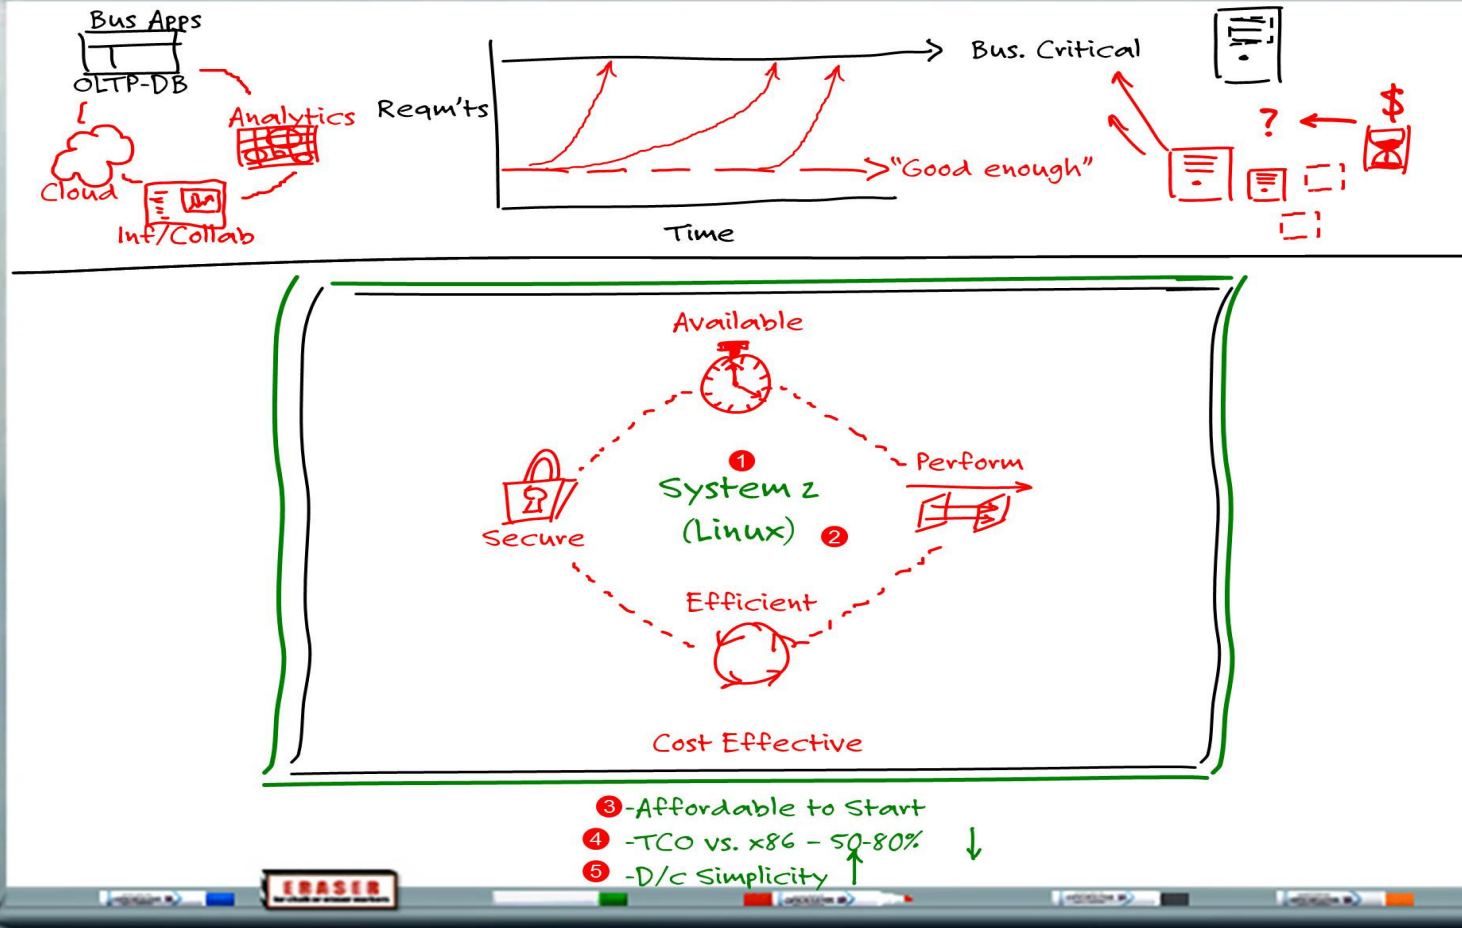 Bus Apps
OLTP-DB
Analytics
Cloud
Inf/Collab
Reqm'ts
Bus. Critical
"Good enough"
Time
$
?
Available
Perform
1
System z
(Linux)
2
Secure
Efficient
Cost Effective
3 -Affordable to Start
4 -TCO vs. x86 - 50-80%
5 -D/c Simplicity
ERASER